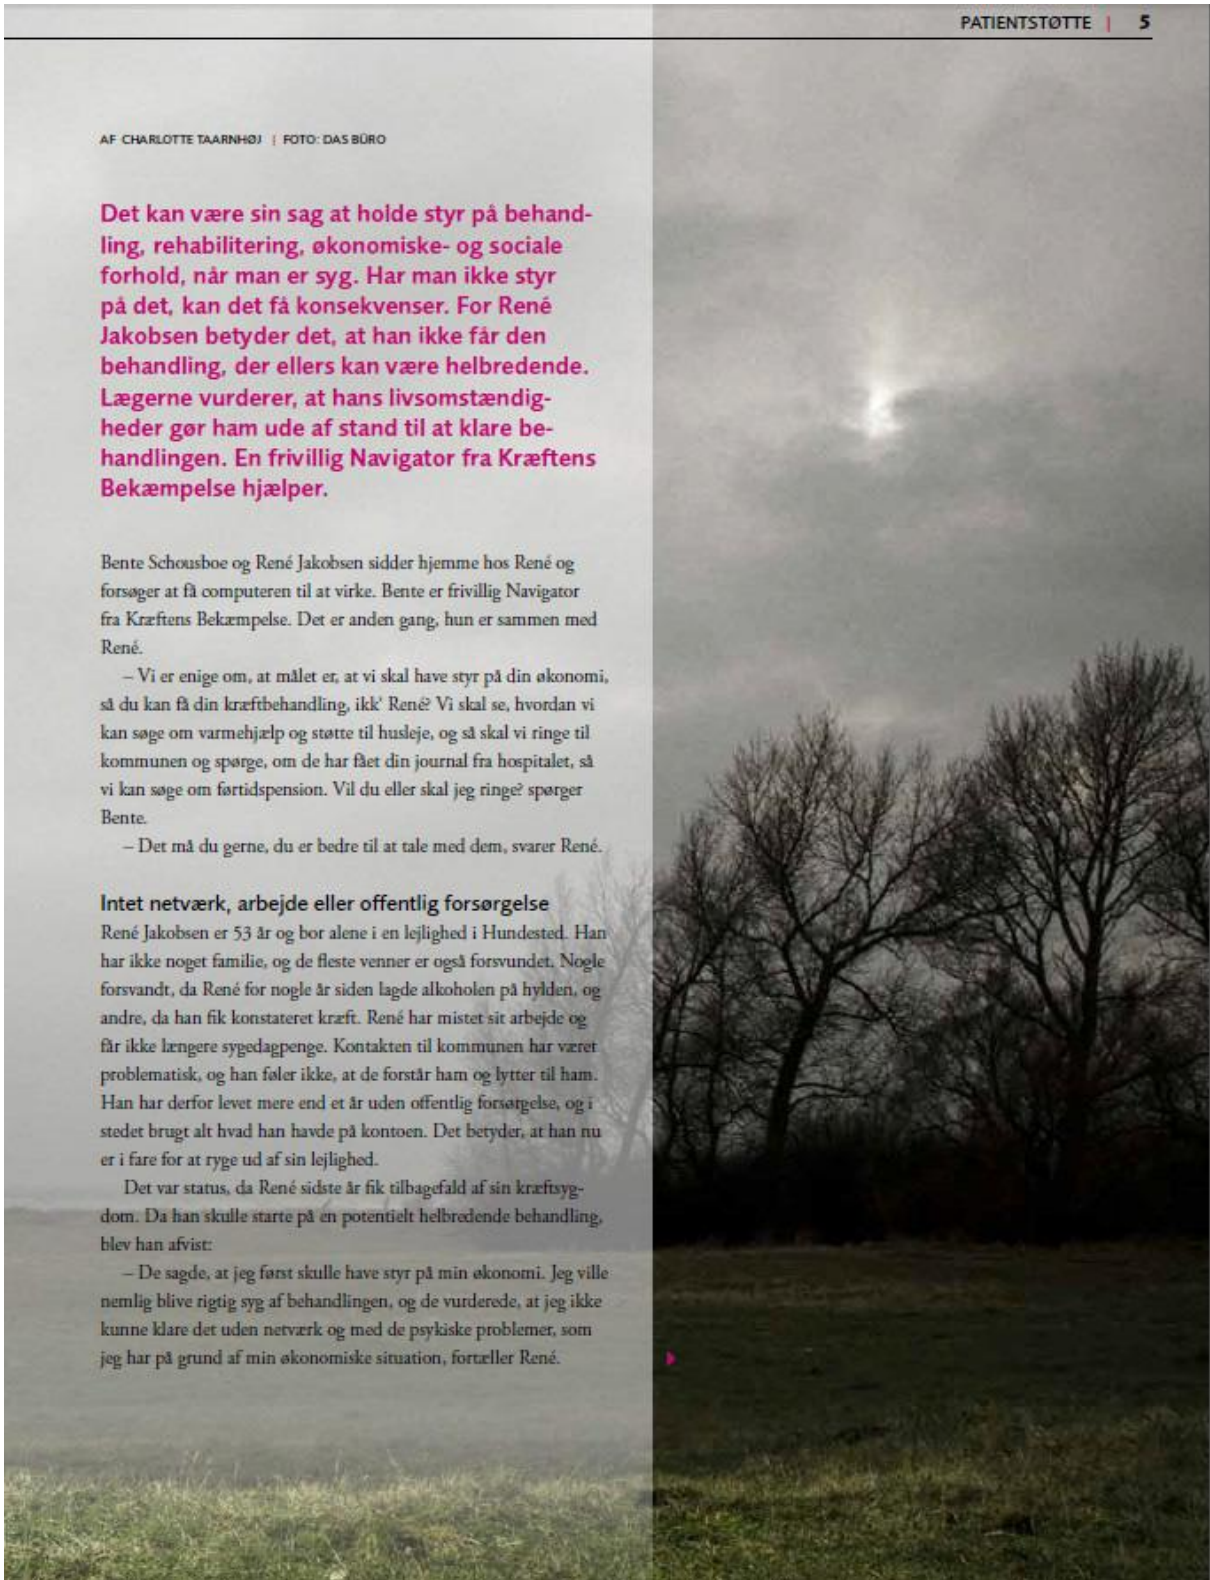 PATIENTSTØTTE | 5
AF CHARLOTTE TAARNHØJ | FOTO: DAS BÜRO
Det kan være sin sag at holde styr på behand-
ling, rehabilitering, økonomiske- og sociale
forhold, når man er syg. Har man ikke styr
på det, kan det få konsekvenser. For René
Jakobsen betyder det, at han ikke får den
behandling, der ellers kan være helbredende.
Lægerne vurderer, at hans livsomstændig-
heder gør ham ude af stand til at klare be-
handlingen. En frivillig Navigator fra Kræftens
Bekæmpelse hjælper.
Bente Schousboe og René Jakobsen sidder hjemme hos René og
forsøger at få computeren til at virke. Bente er frivillig Navigator
fra Kræftens Bekæmpelse. Det er anden gang, hun er sammen med
René.
– Vi er enige om, at målet er, at vi skal have styr på din økonomi,
så du kan få din kræftbehandling, ikk' René? Vi skal se, hvordan vi
kan søge om varmehjælp og støtte til husleje, og så skal vi ringe til
kommunen og spørge, om de har fået din journal fra hospitalet, så
vi kan søge om førtidspension. Vil du eller skal jeg ringe? spørger
Bente.
– Det må du gerne, du er bedre til at tale med dem, svarer René.
Intet netværk, arbejde eller offentlig forsørgelse
René Jakobsen er 53 år og bor alene i en lejlighed i Hundested. Han
har ikke noget familie, og de fleste venner er også forsvundet. Nogle
forsvandt, da René for nogle år siden lagde alkoholen på hylden, og
andre, da han fik konstateret kræft. René har mistet sit arbejde og
får ikke længere sygedagpenge. Kontakten til kommunen har været
problematisk, og han føler ikke, at de forstår ham og lytter til ham.
Han har derfor levet mere end et år uden offentlig forsørgelse, og i
stedet brugt alt hvad han havde på kontoen. Det betyder, at han nu
er i fare for at ryge ud af sin lejlighed.
Det var status, da René sidste år fik tilbagefald af sin kræftsyg-
dom. Da han skulle starte på en potentielt helbredende behandling,
blev han afvist:
– De sagde, at jeg først skulle have styr på min økonomi. Jeg ville
nemlig blive rigtig syg af behandlingen, og de vurderede, at jeg ikke
kunne klare det uden netværk og med de psykiske problemer, som
jeg har på grund af min økonomiske situation, fortæller René.